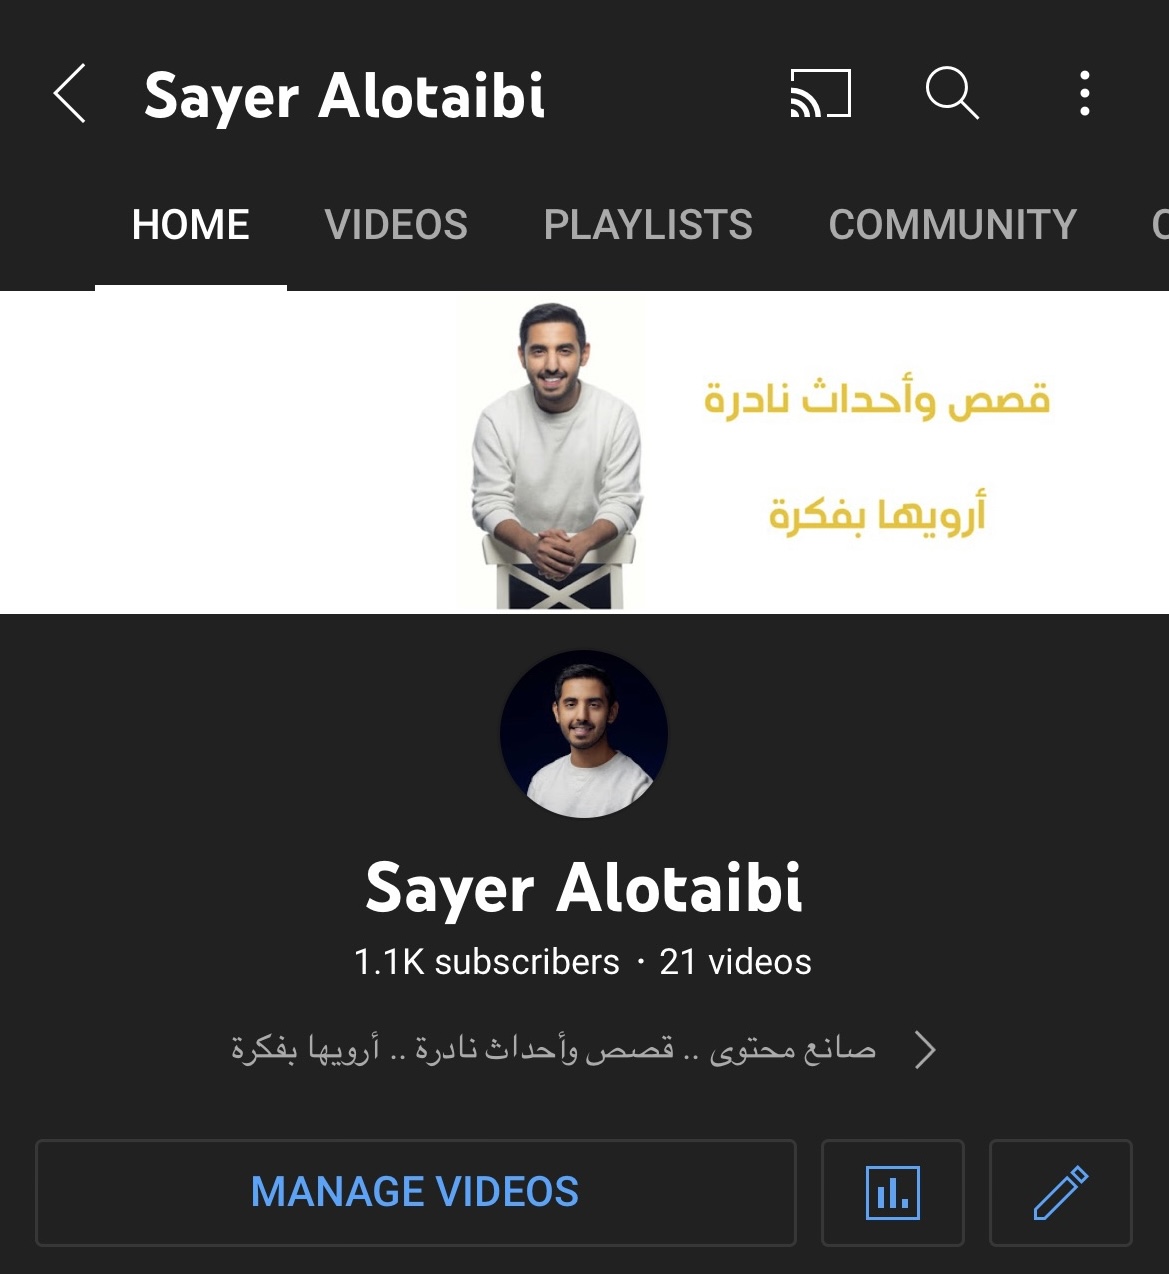 Sayer Alotaibi
HOME VIDEOS PLAYLISTS COMMUNITY
قصص وأحداث نادرة
أرويها بفكرة
Sayer Alotaibi
1.1K subscribers · 21 videos
صانع محتوى .. قصص وأحداث نادرة .. أرويها بفكرة
MANAGE VIDEOS